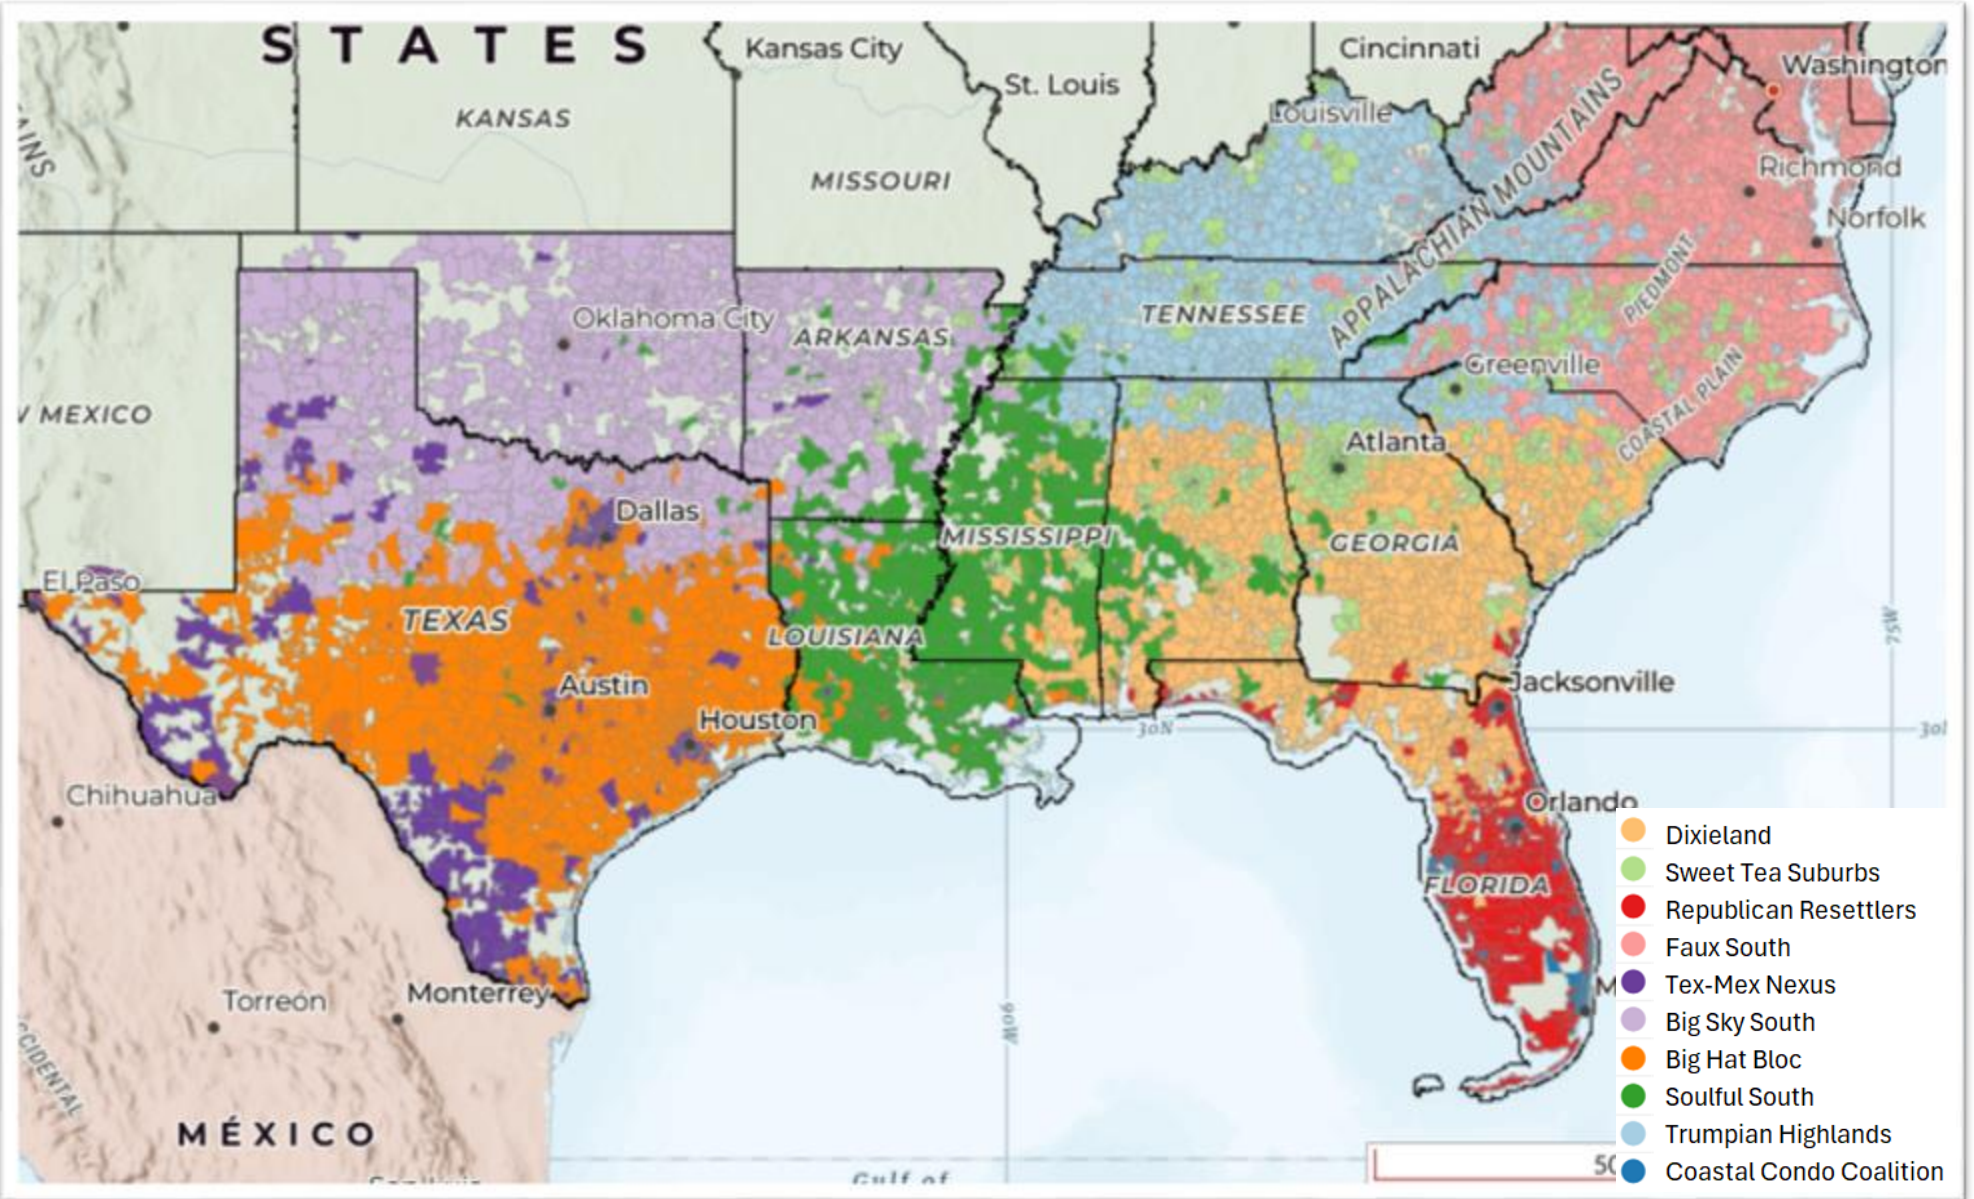 STATES
Kansas City
Cincinnati
Washington
St. Louis
KANSAS
Louisville
MISSOURI
APPALACHIAN MOUNTAINS
Richmond
Norfolk
PIEDMONT
Oklahoma City
ARKANSAS
TENNESSEE
Greenville
COASTAL PLAIN
MEXICO
Atlanta
Dallas
MISSISSIPPI
GEORGIA
El Paso
TEXAS
LOUISIANA
75W
Austin
Jacksonville
Houston
30N
Chihuahua
Orlando
FLORIDA
Torreón
Monterrey
90W
MÉXICO
Gulf of
Dixieland
Sweet Tea Suburbs
Republican Resettlers
Faux South
Tex-Mex Nexus
Big Sky South
Big Hat Bloc
Soulful South
Trumpian Highlands
Coastal Condo Coalition